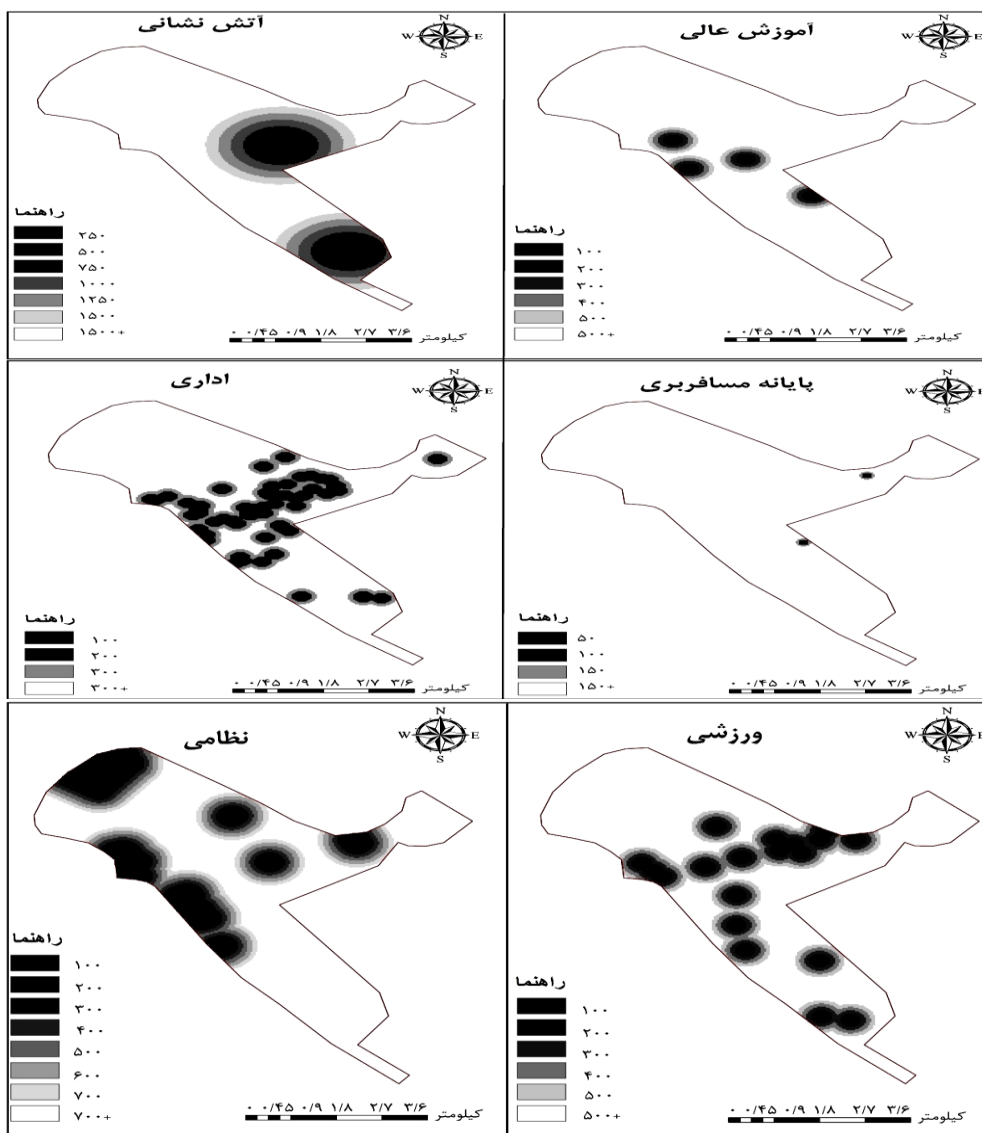 آتش نشانی
N
W E
S
راهنما
۲۵۰
۵۰۰
۷۵۰
۱۰۰۰
۱۲۵۰
۱۵۰۰
۱۵۰۰+
۰ ۰/۴۵ ۰/۹ ۱/۸ ۲/۷ ۳/۶ کیلومتر
آموزش عالی
N
W E
S
راهنما
۱۰۰
۲۰۰
۳۰۰
۴۰۰
۵۰۰
۵۰۰+
۰ ۰/۴۵ ۰/۹ ۱/۸ ۲/۷ ۳/۶ کیلومتر
اداری
N
W E
S
راهنما
۱۰۰
۲۰۰
۳۰۰
۳۰۰+
۰ ۰/۴۵ ۰/۹ ۱/۸ ۲/۷ ۳/۶ کیلومتر
پایانه مسافربری
N
W E
S
راهنما
۵۰
۱۰۰
۱۵۰
۱۵۰+
۰ ۰/۴۵ ۰/۹ ۱/۸ ۲/۷ ۳/۶ کیلومتر
نظامی
N
W E
S
راهنما
۱۰۰
۲۰۰
۳۰۰
۴۰۰
۵۰۰
۶۰۰
۷۰۰
۷۰۰+
۰ ۰/۴۵ ۰/۹ ۱/۸ ۲/۷ ۳/۶ کیلومتر
ورزشی
N
W E
S
راهنما
۱۰۰
۲۰۰
۳۰۰
۴۰۰
۵۰۰
۵۰۰+
۰ ۰/۴۵ ۰/۹ ۱/۸ ۲/۷ ۳/۶ کیلومتر